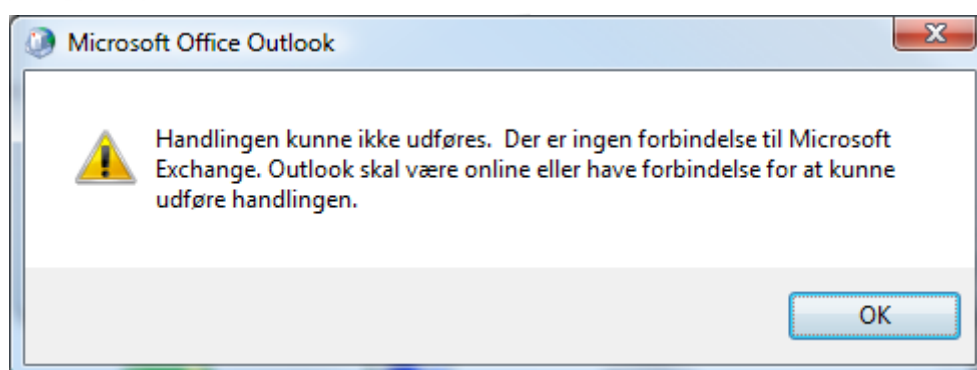 Microsoft Office Outlook
Handlingen kunne ikke udføres.  Der er ingen forbindelse til Microsoft
Exchange. Outlook skal være online eller have forbindelse for at kunne
udføre handlingen.
OK